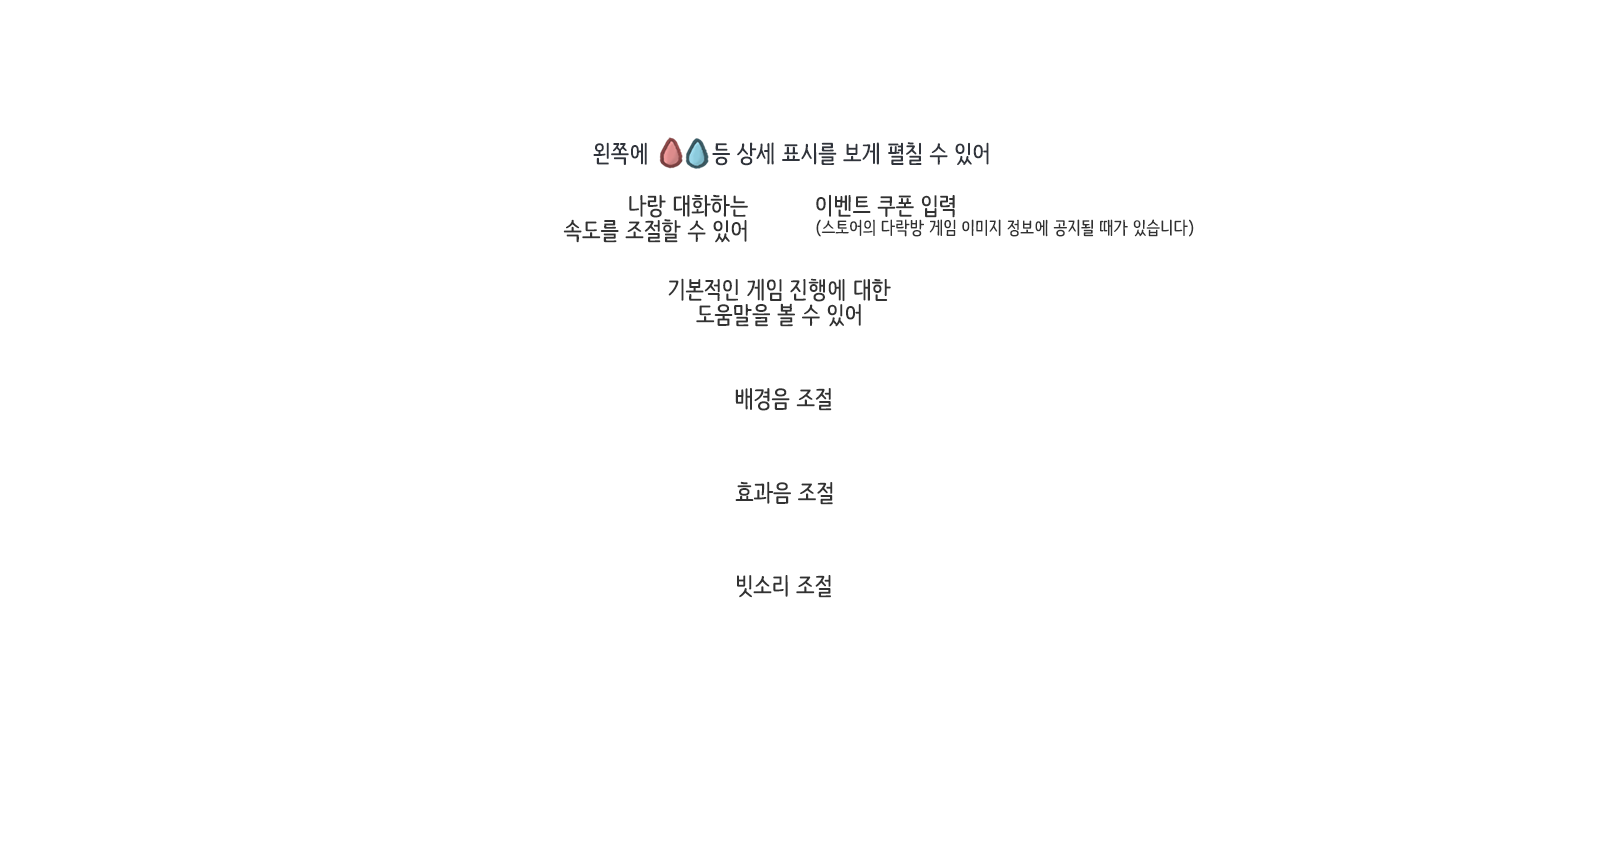 왼쪽에 등 상세 표시를 보게 펼칠 수 있어
나랑 대화하는
속도를 조절할 수 있어
이벤트 쿠폰 입력
(스토어의 다락방 게임 이미지 정보에 공지될 때가 있습니다)
기본적인 게임 진행에 대한
도움말을 볼 수 있어
배경음 조절
효과음 조절
빗소리 조절